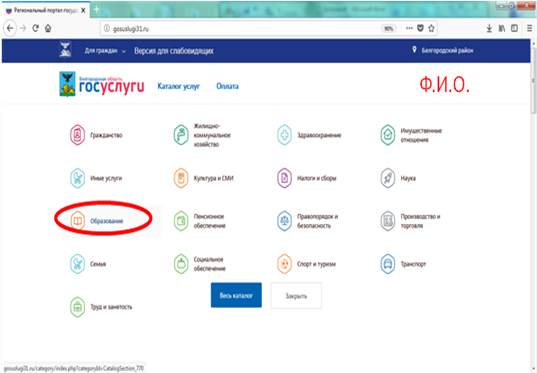 Региональный портал госуд
gosuslugi31.ru
90%
Для граждан
Версия для слабовидящих
Белгородский район
Белгородская область
госуслуги
Каталог услуг
Оплата
Ф.И.О.
Гражданство
Жилищно-
коммунальное
хозяйство
Здравоохранение
Имущественные
отношения
Иные услуги
Культура и СМИ
Налоги и сборы
Наука
Образование
Пенсионное
обеспечение
Правопорядок и
безопасность
Производство и
торговля
Семья
Социальное
обеспечение
Спорт и туризм
Транспорт
Труд и занятость
Весь каталог
Закрыть
gosuslugi31.ru/category/index.php?categoryId=CatalogSection_770